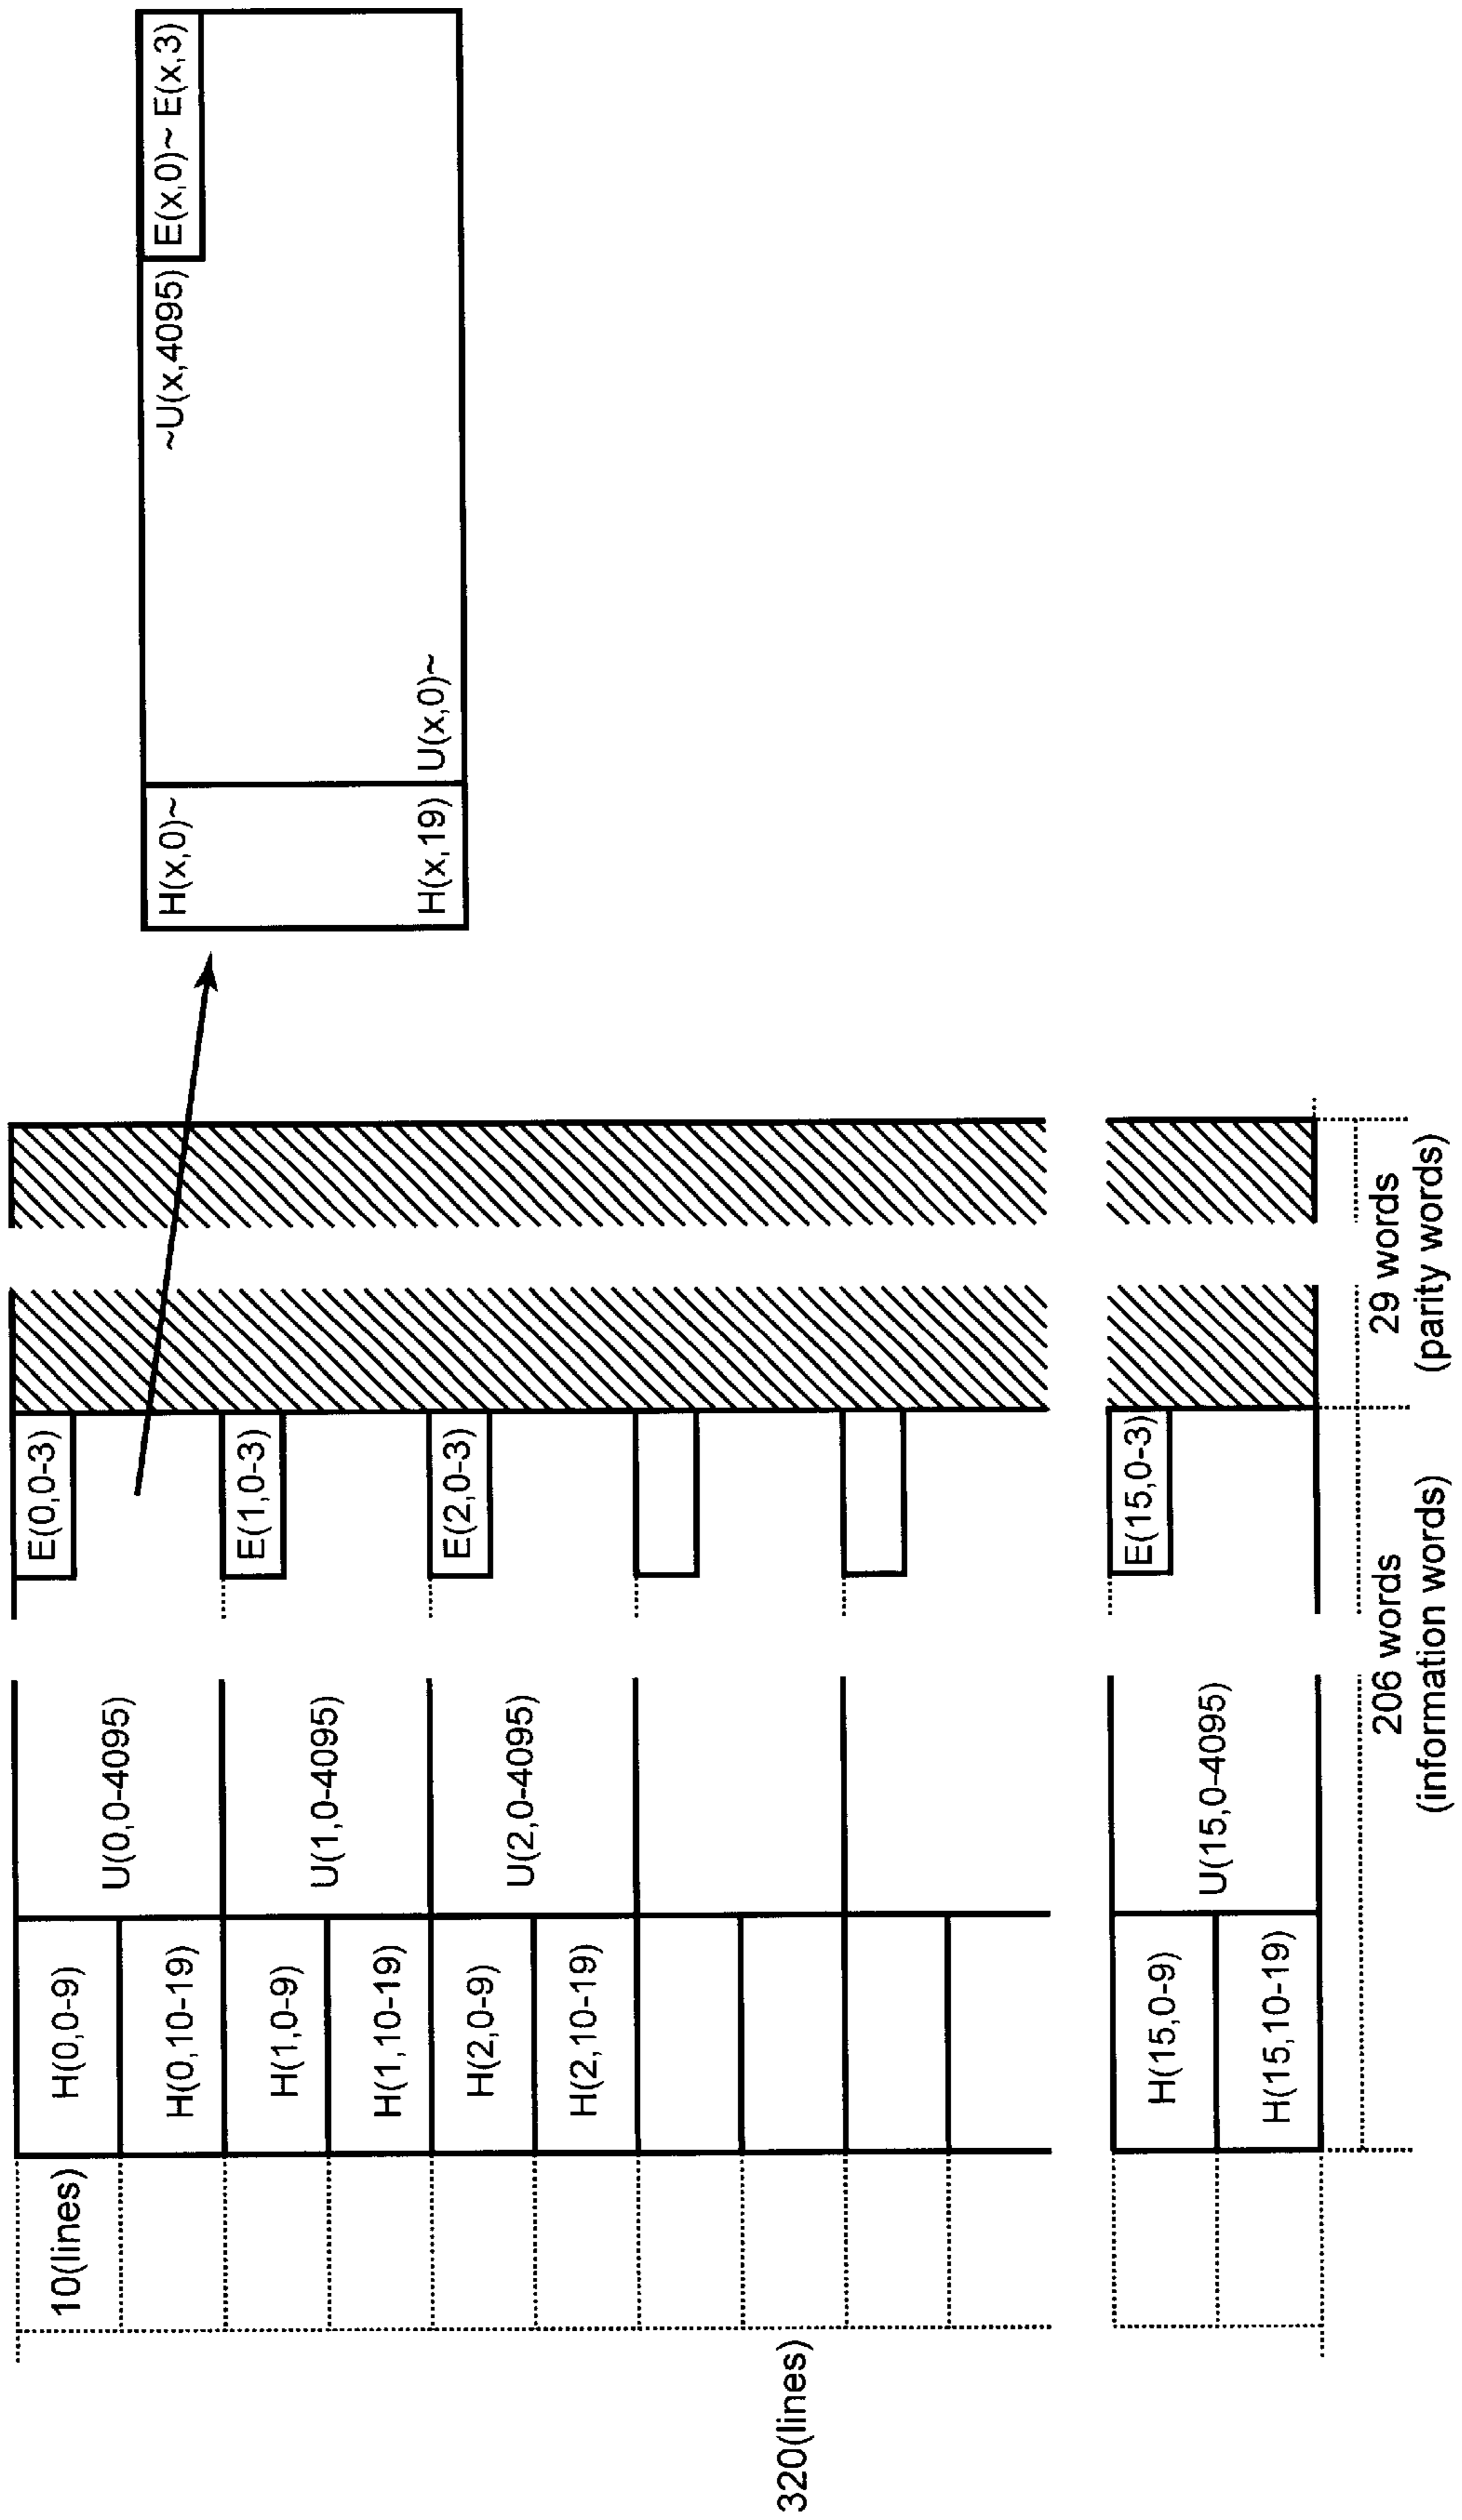 10(lines)
320(lines)
H(0,0-9)
H(0,10-19)
U(0,0-4095)
E(0,0-3)
H(1,0-9)
H(1,10-19)
U(1,0-4095)
E(1,0-3)
H(2,0-9)
H(2,10-19)
U(2,0-4095)
E(2,0-3)
H(15,0-9)
H(15,10-19)
U(15,0-4095)
E(15,0-3)
206 words
(information words)
29 words
(parity words)
H(x,0)~
~U(x,4095)
E(x,0)~ E(x,3)
H(x,19)
U(x,0)~